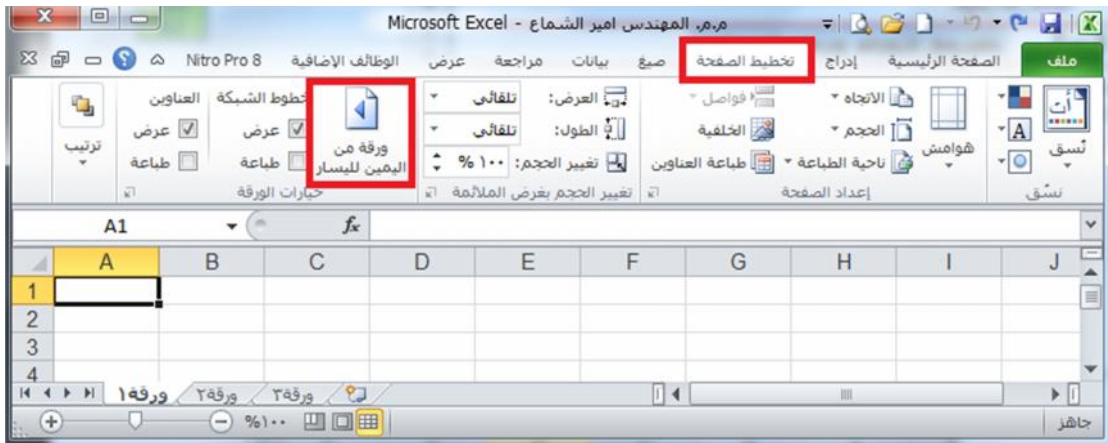 م.م. المهندس امير الشماع - Microsoft Excel
ملف الصفحة الرئيسية إدراج تخطيط الصفحة صيغ بيانات مراجعة عرض الوظائف الإضافية Nitro Pro 8
نُسق
هوامش
الاتجاه
الحجم
ناحية الطباعة
فواصل
الخلفية
طباعة العناوين
العرض: تلقائي
الطول: تلقائي
تغيير الحجم: ١٠٠ %
ورقة من
اليمين لليسار
خطوط الشبكة
عرض
طباعة
العناوين
عرض
طباعة
ترتيب
نسّق
إعداد الصفحة
تغيير الحجم بغرض الملائمة
خيارات الورقة
A1 fx
A B C D E F G H I J
1
2
3
4
ورقة١ ورقة٢ ورقة٣
جاهز
%١٠٠